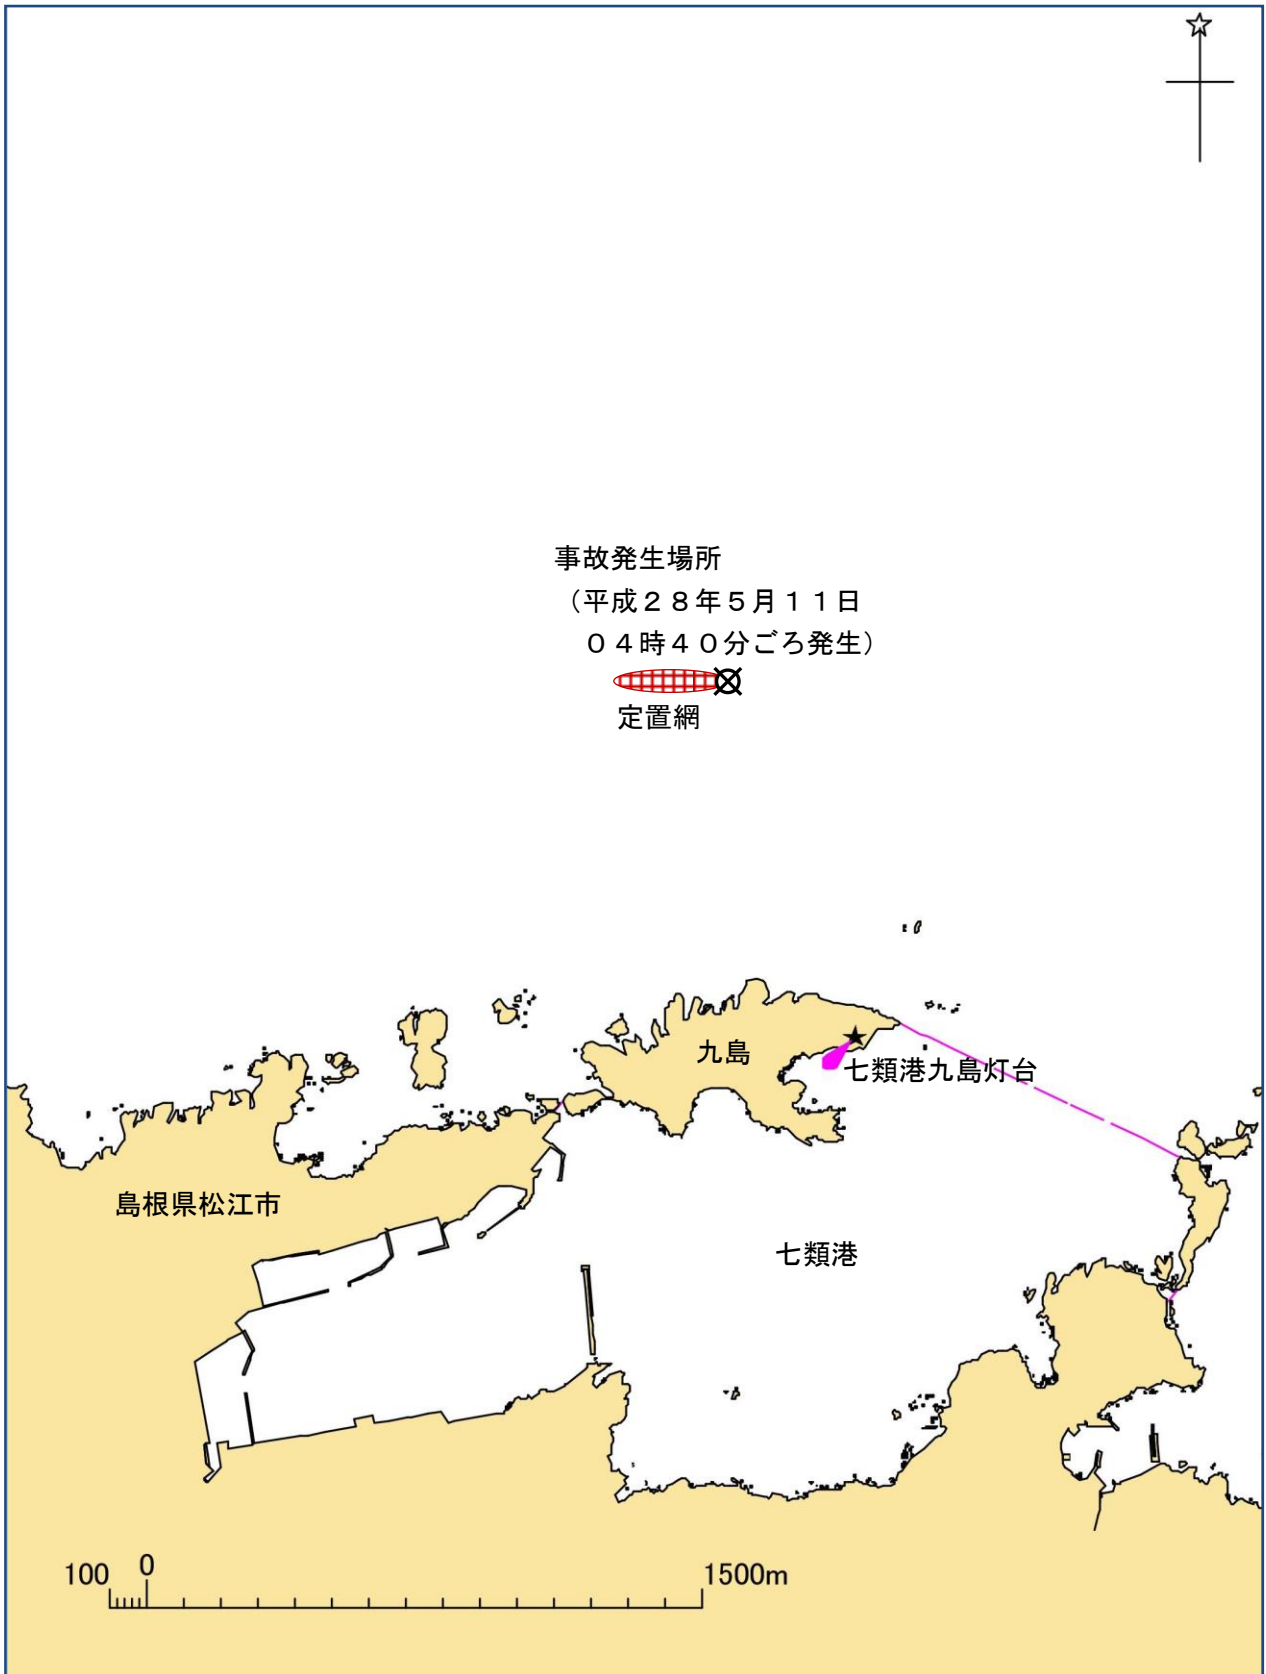 事故発生場所
（平成２８年５月１１日
０４時４０分ごろ発生）
定置網
九島
七類港九島灯台
島根県松江市
七類港
100 0 1500m